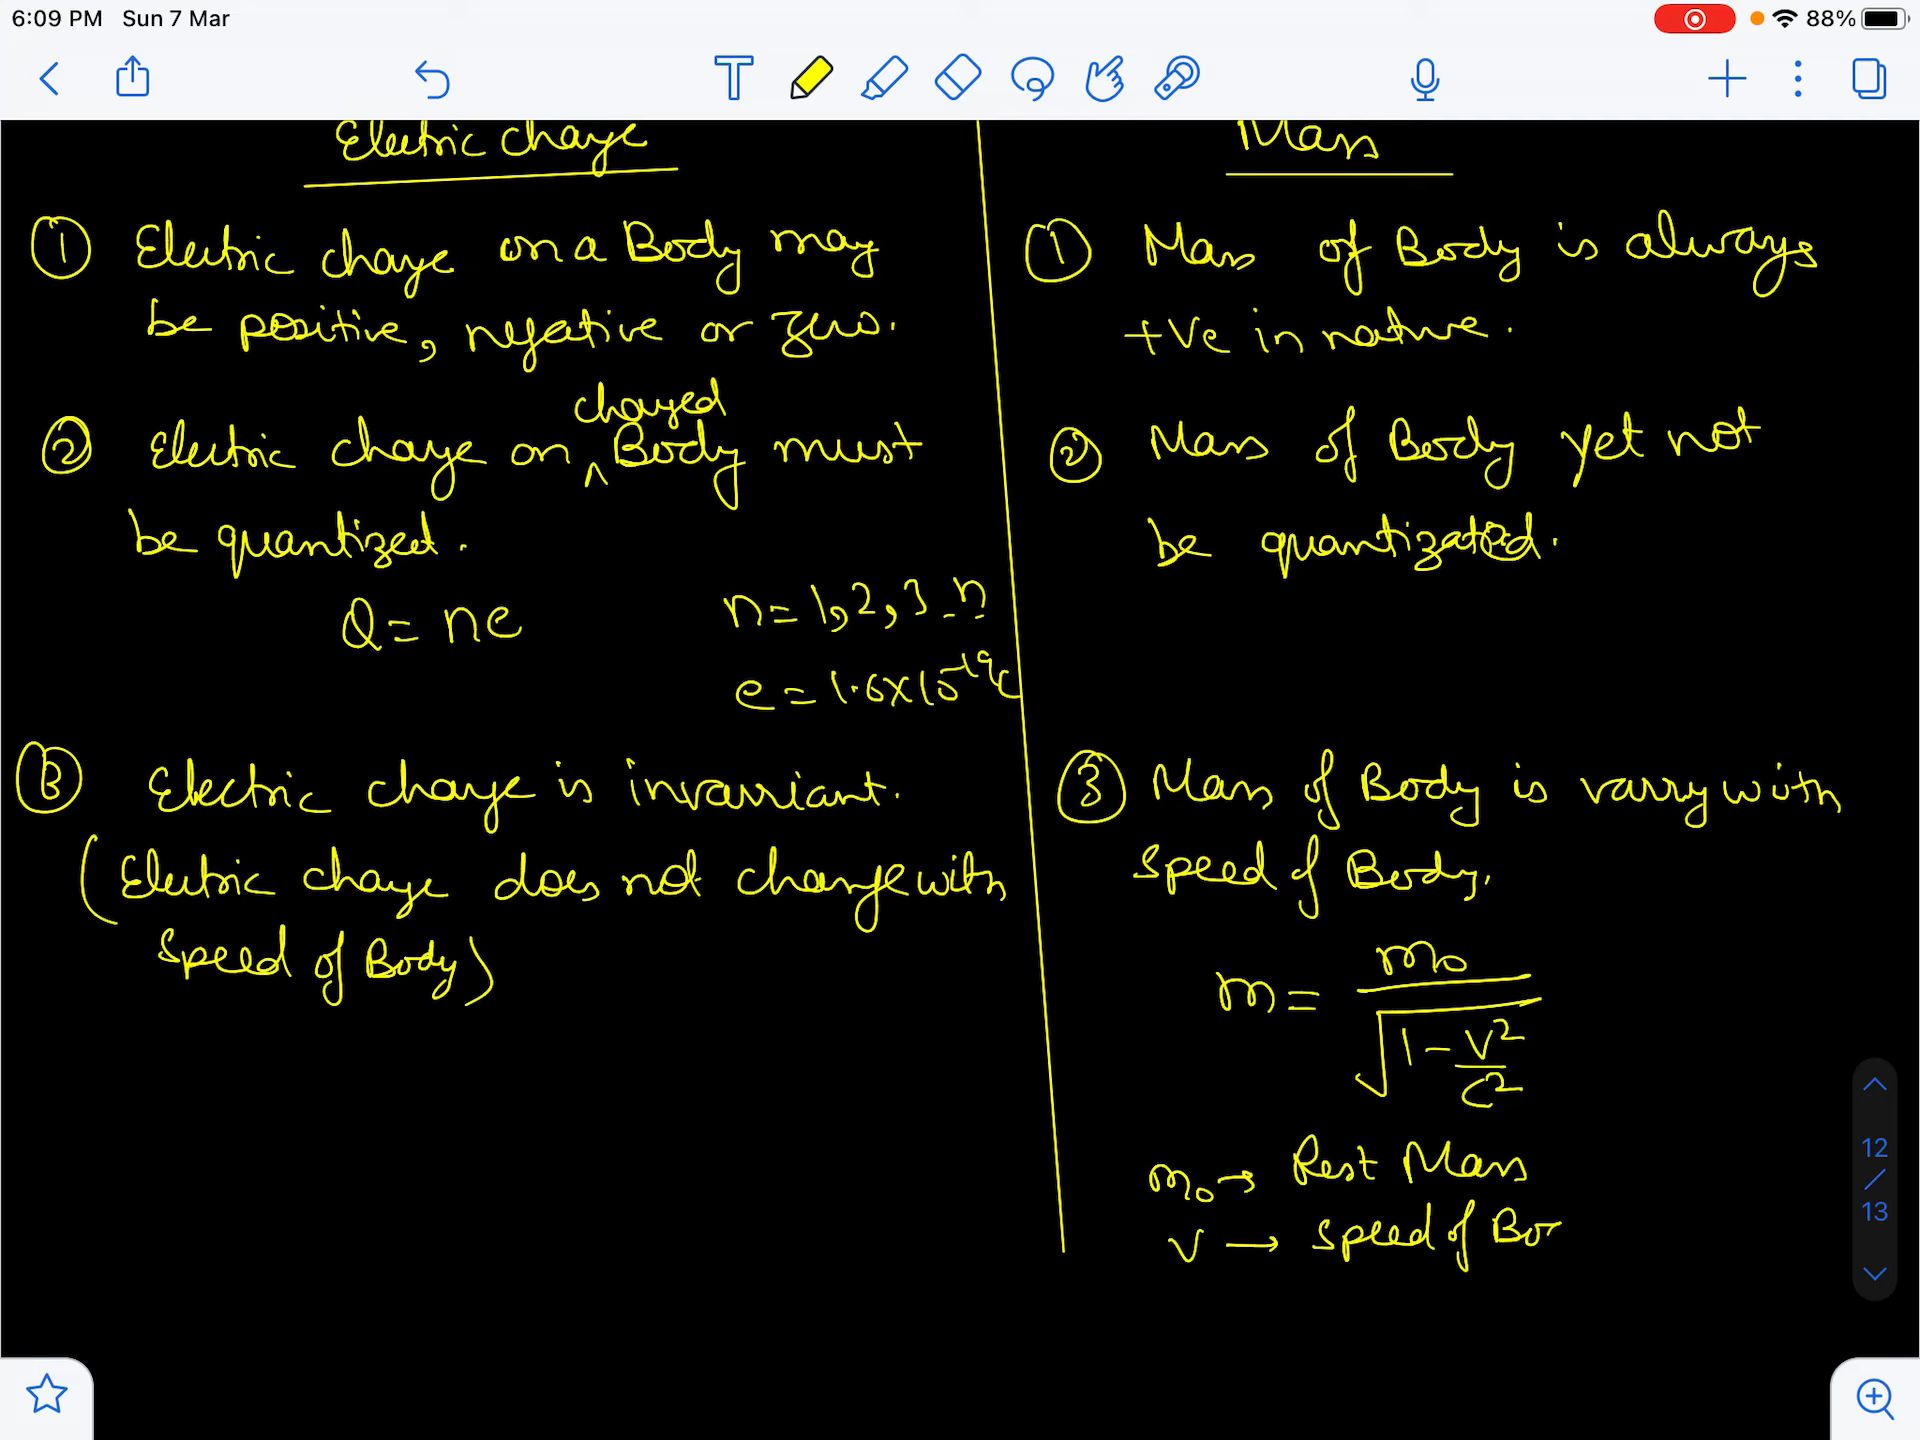 6:09 PM Sun 7 Mar
88%
T
Electric charge
① Electric charge on a Body may
be positive, negative or zero.
② Electric charge on ^ charged Body must
be quantized.
Q = ne
n = 1, 2, 3 - n
e = 1.6 x 10⁻¹⁹C
③ Electric charge is invarriant.
(Electric charge does not change with
speed of Body)
Mass
① Mass of Body is always
+ve in nature.
② Mass of Body yet not
be quantizated.
③ Mass of Body is varry with
speed of Body.
m = m₀ / √(1 - v²/c²)
m₀ → Rest Mass
v → speed of Bo
12
/
13